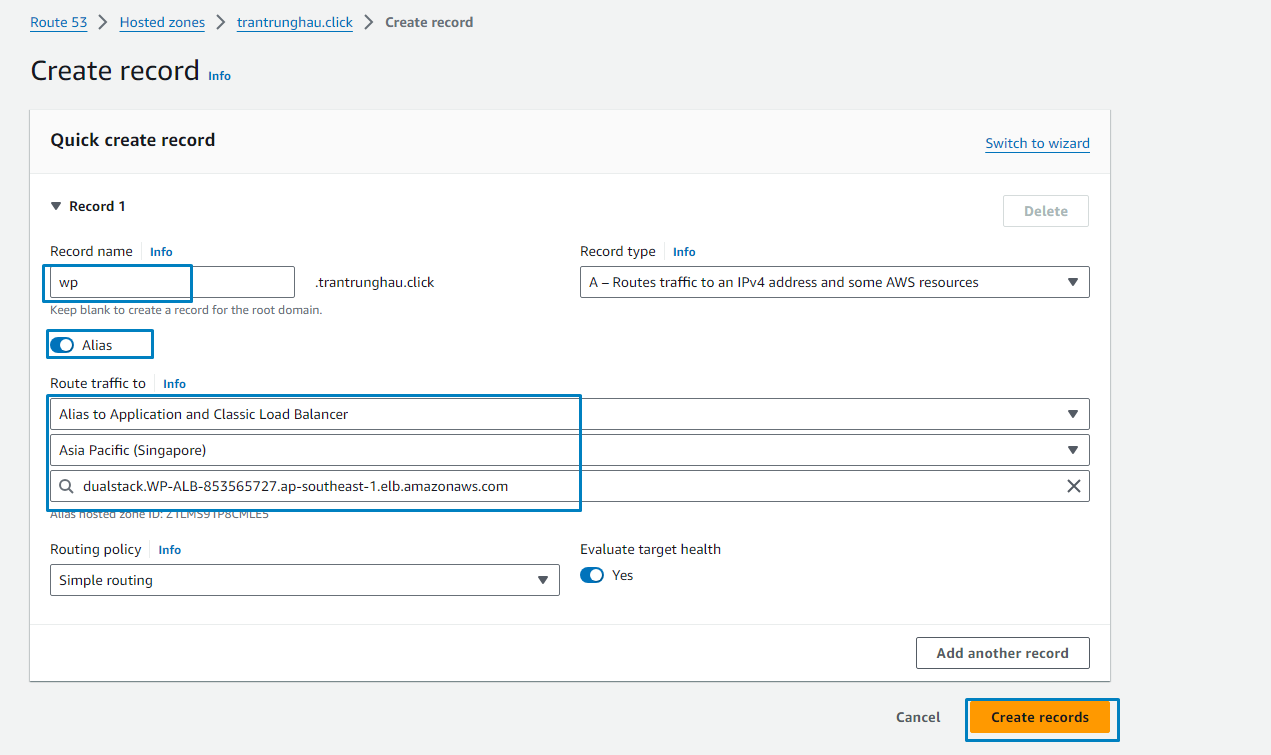 Route 53 > Hosted zones > trantrunghau.click > Create record
Create record Info
Quick create record
Switch to wizard
Record 1
Delete
Record name Info
Record type Info
wp .trantrunghau.click
A – Routes traffic to an IPv4 address and some AWS resources
Keep blank to create a record for the root domain.
Alias
Route traffic to Info
Alias to Application and Classic Load Balancer
Asia Pacific (Singapore)
dualstack.WP-ALB-853565727.ap-southeast-1.elb.amazonaws.com
Alias hosted zone ID: Z1LMS91P8CMLE5
Routing policy Info
Evaluate target health
Simple routing
Yes
Add another record
Cancel
Create records